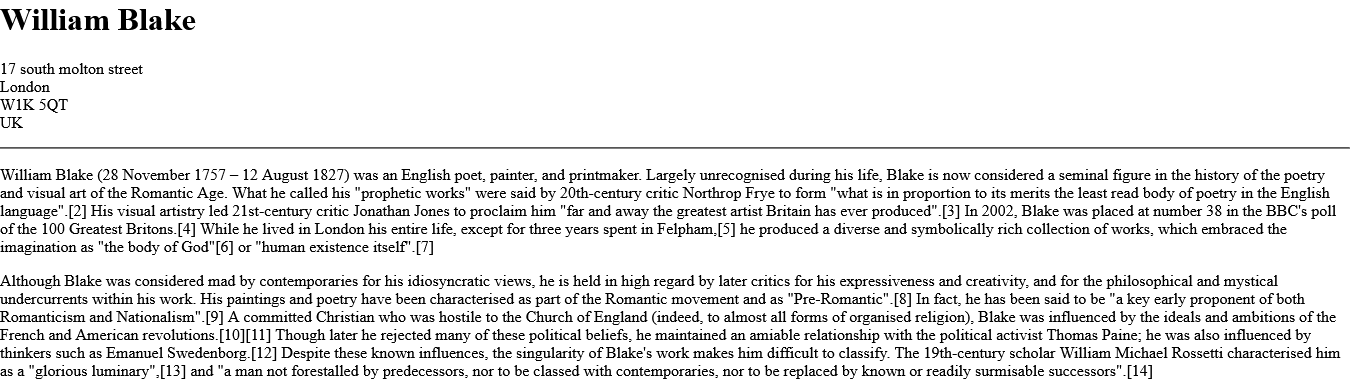 William Blake
17 south molton street
London
W1K 5QT
UK
William Blake (28 November 1757 – 12 August 1827) was an English poet, painter, and printmaker. Largely unrecognised during his life, Blake is now considered a seminal figure in the history of the poetry
and visual art of the Romantic Age. What he called his "prophetic works" were said by 20th-century critic Northrop Frye to form "what is in proportion to its merits the least read body of poetry in the English
language".[2] His visual artistry led 21st-century critic Jonathan Jones to proclaim him "far and away the greatest artist Britain has ever produced".[3] In 2002, Blake was placed at number 38 in the BBC's poll
of the 100 Greatest Britons.[4] While he lived in London his entire life, except for three years spent in Felpham,[5] he produced a diverse and symbolically rich collection of works, which embraced the
imagination as "the body of God"[6] or "human existence itself".[7]
Although Blake was considered mad by contemporaries for his idiosyncratic views, he is held in high regard by later critics for his expressiveness and creativity, and for the philosophical and mystical
undercurrents within his work. His paintings and poetry have been characterised as part of the Romantic movement and as "Pre-Romantic".[8] In fact, he has been said to be "a key early proponent of both
Romanticism and Nationalism".[9] A committed Christian who was hostile to the Church of England (indeed, to almost all forms of organised religion), Blake was influenced by the ideals and ambitions of the
French and American revolutions.[10][11] Though later he rejected many of these political beliefs, he maintained an amiable relationship with the political activist Thomas Paine; he was also influenced by
thinkers such as Emanuel Swedenborg.[12] Despite these known influences, the singularity of Blake's work makes him difficult to classify. The 19th-century scholar William Michael Rossetti characterised him
as a "glorious luminary",[13] and "a man not forestalled by predecessors, nor to be classed with contemporaries, nor to be replaced by known or readily surmisable successors".[14]